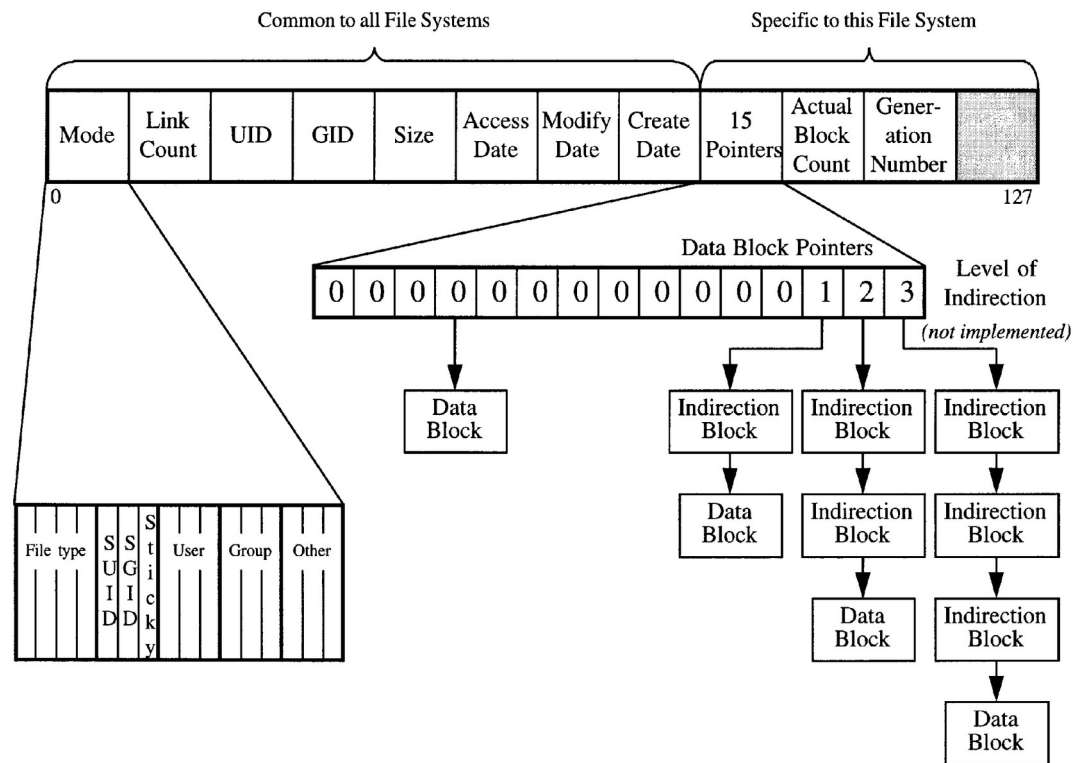 Common to all File Systems
Specific to this File System
Mode
Link
Count
UID
GID
Size
Access
Date
Modify
Date
Create
Date
15
Pointers
Actual
Block
Count
Gener-
ation
Number
0
127
Data Block Pointers
Level of
Indirection
0 0 0 0 0 0 0 0 0 0 0 0 1 2 3
(not implemented)
Data
Block
Indirection
Block
Indirection
Block
Indirection
Block
Data
Block
Indirection
Block
Indirection
Block
Data
Block
Indirection
Block
Data
Block
File type
SUID
SGID
Sticky
User
Group
Other